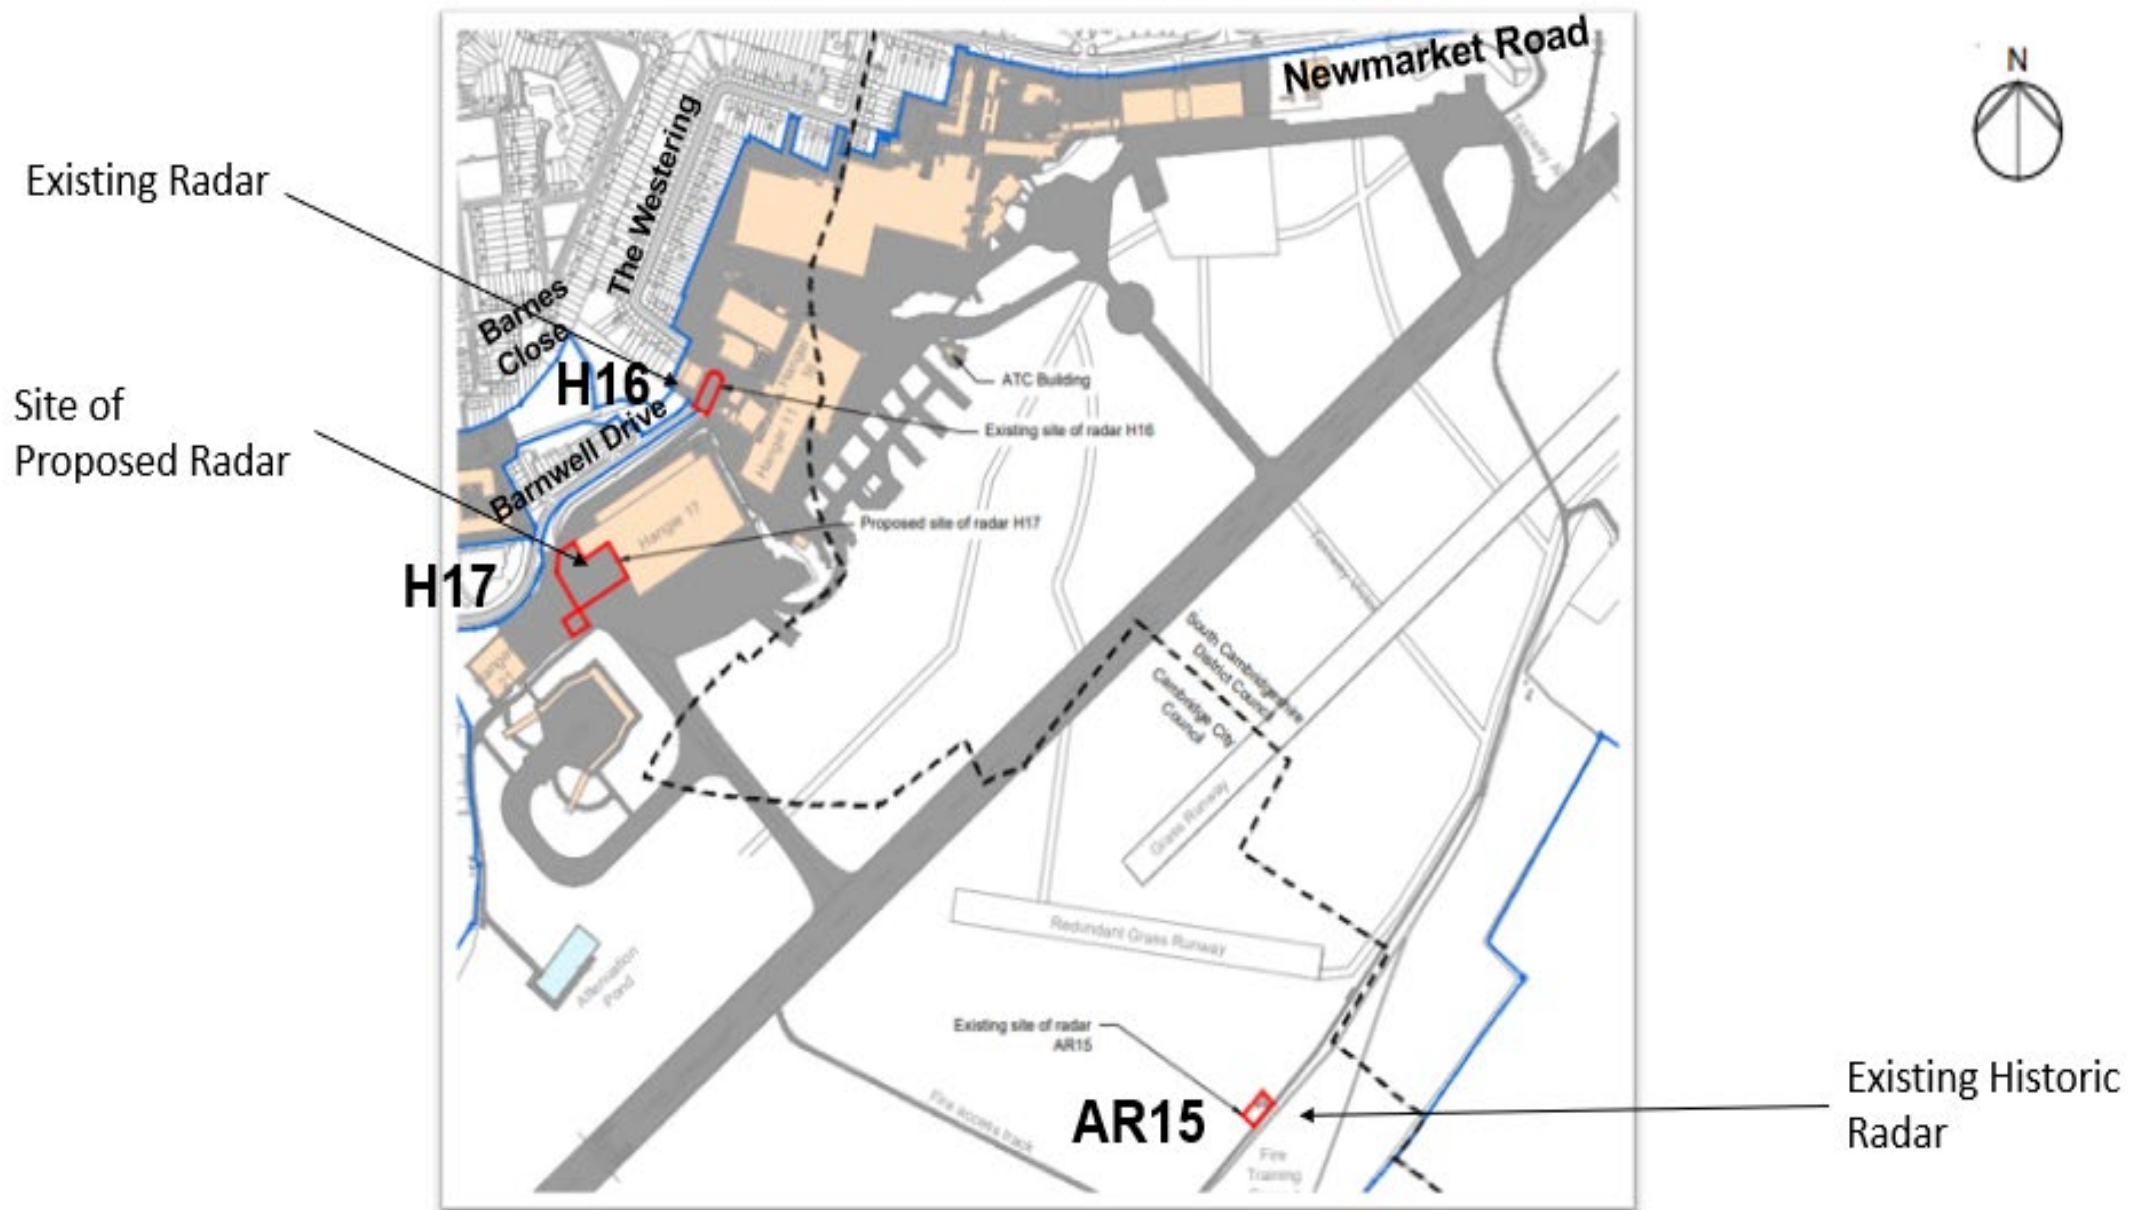 N
Newmarket Road
The Westering
Existing Radar
Barnes
Close
H16
ATC Building
Site of
Proposed Radar
Barnwell Drive
Existing site of radar H16
Hangar 11
Hangar 17
Proposed site of radar H17
H17
South Cambridgeshire
District Council
Cambridge City
Council
Grass Runway
Redundant Grass Runway
Attenuation
Pond
Existing site of radar
AR15
AR15
Existing Historic
Radar
Fire access track
Fire
Training